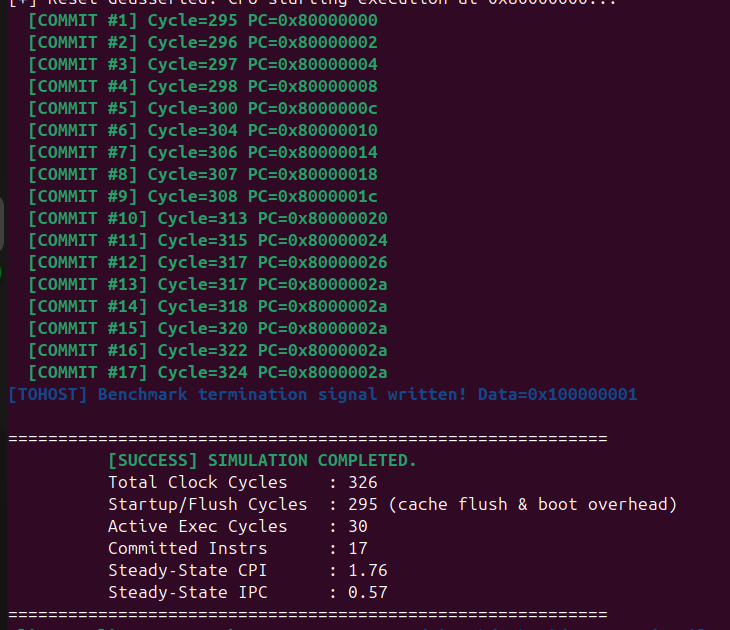 [COMMIT #1] Cycle=295 PC=0x80000000
[COMMIT #2] Cycle=296 PC=0x80000002
[COMMIT #3] Cycle=297 PC=0x80000004
[COMMIT #4] Cycle=298 PC=0x80000008
[COMMIT #5] Cycle=300 PC=0x8000000c
[COMMIT #6] Cycle=304 PC=0x80000010
[COMMIT #7] Cycle=306 PC=0x80000014
[COMMIT #8] Cycle=307 PC=0x80000018
[COMMIT #9] Cycle=308 PC=0x8000001c
[COMMIT #10] Cycle=313 PC=0x80000020
[COMMIT #11] Cycle=315 PC=0x80000024
[COMMIT #12] Cycle=317 PC=0x80000026
[COMMIT #13] Cycle=317 PC=0x8000002a
[COMMIT #14] Cycle=318 PC=0x8000002a
[COMMIT #15] Cycle=320 PC=0x8000002a
[COMMIT #16] Cycle=322 PC=0x8000002a
[COMMIT #17] Cycle=324 PC=0x8000002a
[TOHOST] Benchmark termination signal written! Data=0x100000001
============================================================
[SUCCESS] SIMULATION COMPLETED.
Total Clock Cycles    : 326
Startup/Flush Cycles  : 295 (cache flush & boot overhead)
Active Exec Cycles    : 30
Committed Instrs      : 17
Steady-State CPI      : 1.76
Steady-State IPC      : 0.57
============================================================